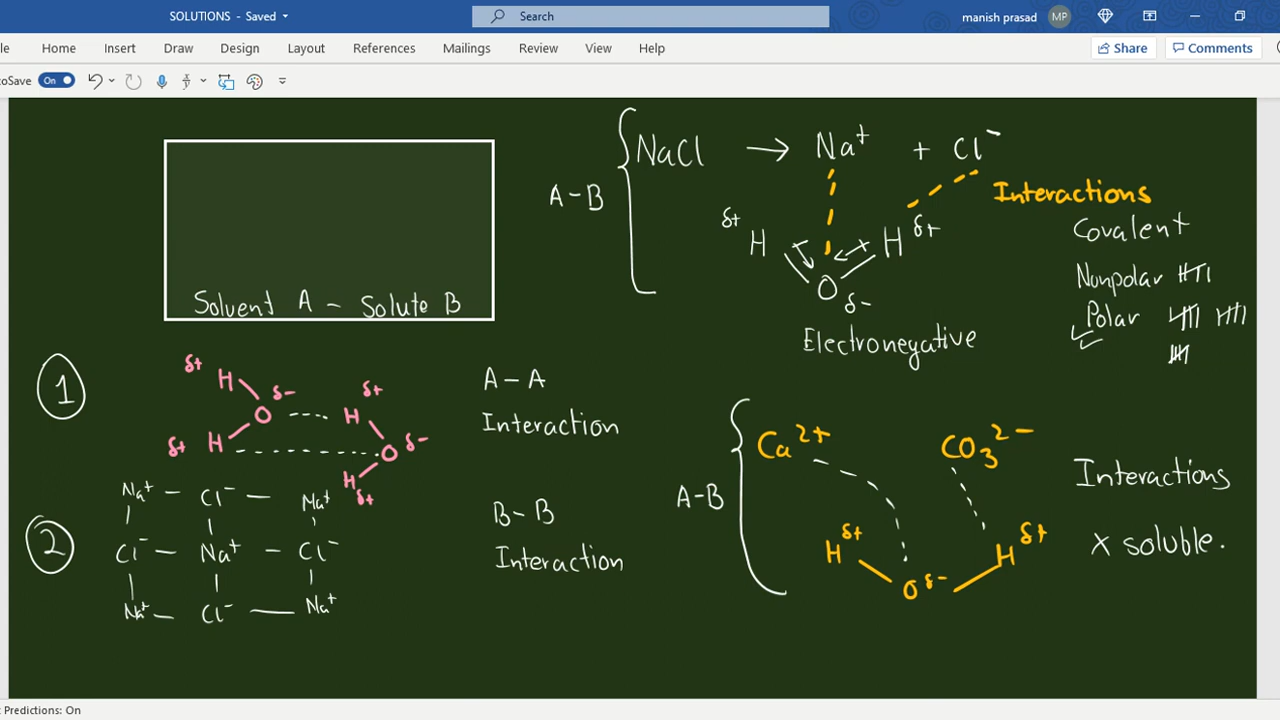 SOLUTIONS - Saved
Search
manish prasad
MP
le Home Insert Draw Design Layout References Mailings Review View Help
Share
Comments
oSave On
NaCl → Na+ + Cl−
A-B
Interactions
δ+ H H δ+
O δ−
Electronegative
Covalent
Nonpolar
Polar
Solvent A - Solute B
1
δ+ H δ− δ+
O H
δ+ H O δ−
H δ+
A-A
Interaction
2
Na+ - Cl− - Na+
Cl− - Na+ - Cl−
Na+ - Cl− - Na+
B-B
Interaction
A-B
Ca2+ CO3 2−
δ+ H H δ+
O δ−
Interactions
x soluble.
Predictions: On